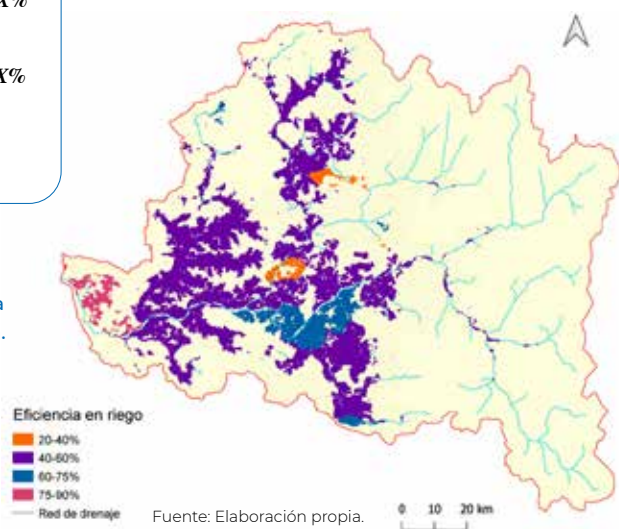 X%
X%
a
.
Eficiencia en riego
20-40%
40-60%
60-75%
75-90%
Red de drenaje
Fuente: Elaboración propia.
0 10 20 km